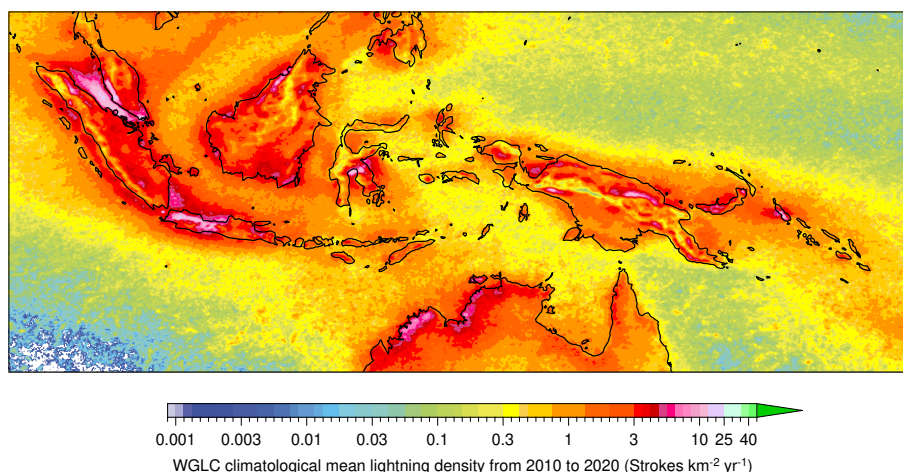 0.001 0.003 0.01 0.03 0.1 0.3 1 3 10 25 40
WGLC climatological mean lightning density from 2010 to 2020 (Strokes km⁻² yr⁻¹)